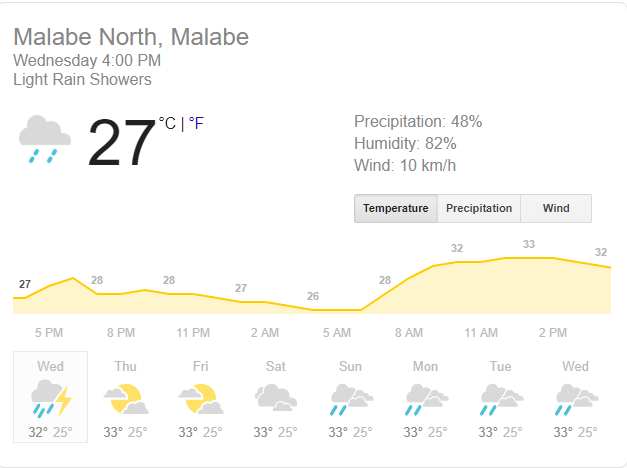 Malabe North, Malabe
Wednesday 4:00 PM
Light Rain Showers
27 °C | °F
Precipitation: 48%
Humidity: 82%
Wind: 10 km/h
Temperature Precipitation Wind
27 28 28 27 26 28 32 33 32
5 PM 8 PM 11 PM 2 AM 5 AM 8 AM 11 AM 2 PM
Wed Thu Fri Sat Sun Mon Tue Wed
32° 25° 33° 25° 33° 25° 33° 25° 33° 25° 33° 25° 33° 25° 33° 25°